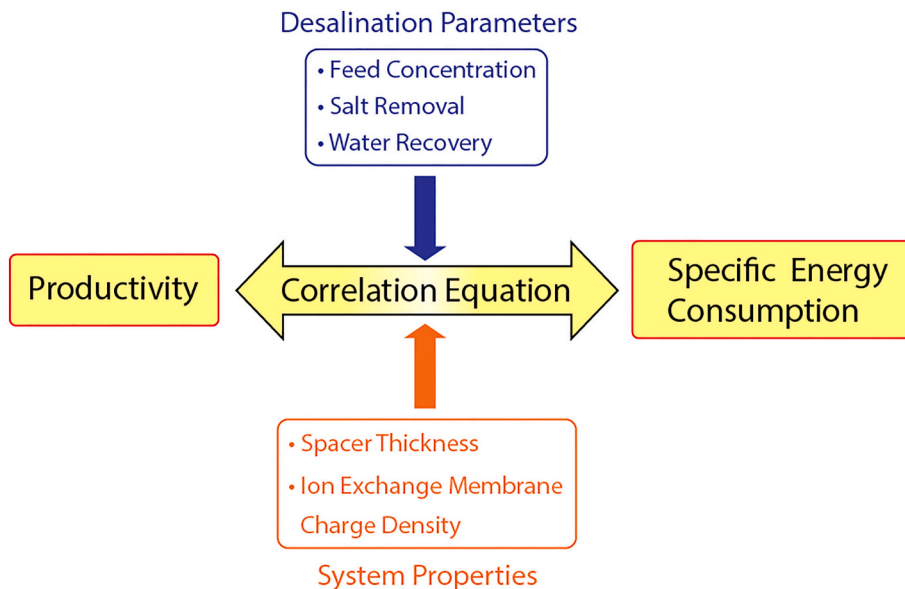 Desalination Parameters
• Feed Concentration
• Salt Removal
• Water Recovery
Productivity
Correlation Equation
Specific Energy
Consumption
• Spacer Thickness
• Ion Exchange Membrane
Charge Density
System Properties